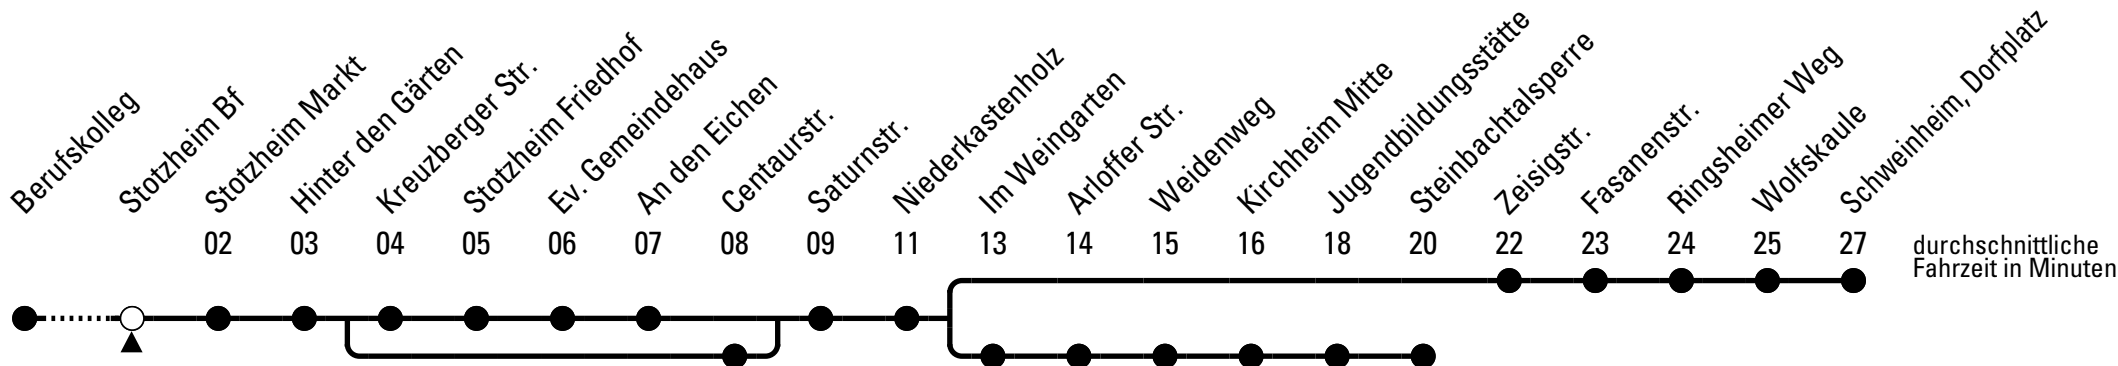 Berufskolleg
Stotzheim Bf
Stotzheim Markt
Hinter den Gärten
Kreuzberger Str.
Stotzheim Friedhof
Ev. Gemeindehaus
An den Eichen
Centaurstr.
Saturnstr.
Niederkastenholz
Im Weingarten
Arloffer Str.
Weidenweg
Kirchheim Mitte
Jugendbildungsstätte
Steinbachtalsperre
Zeisigstr.
Fasanenstr.
Ringsheimer Weg
Wolfskaule
Schweinheim, Dorfplatz
02 03 04 05 06 07 08 09 11 13 14 15 16 18 20 22 23 24 25 27
durchschnittliche
Fahrzeit in Minuten